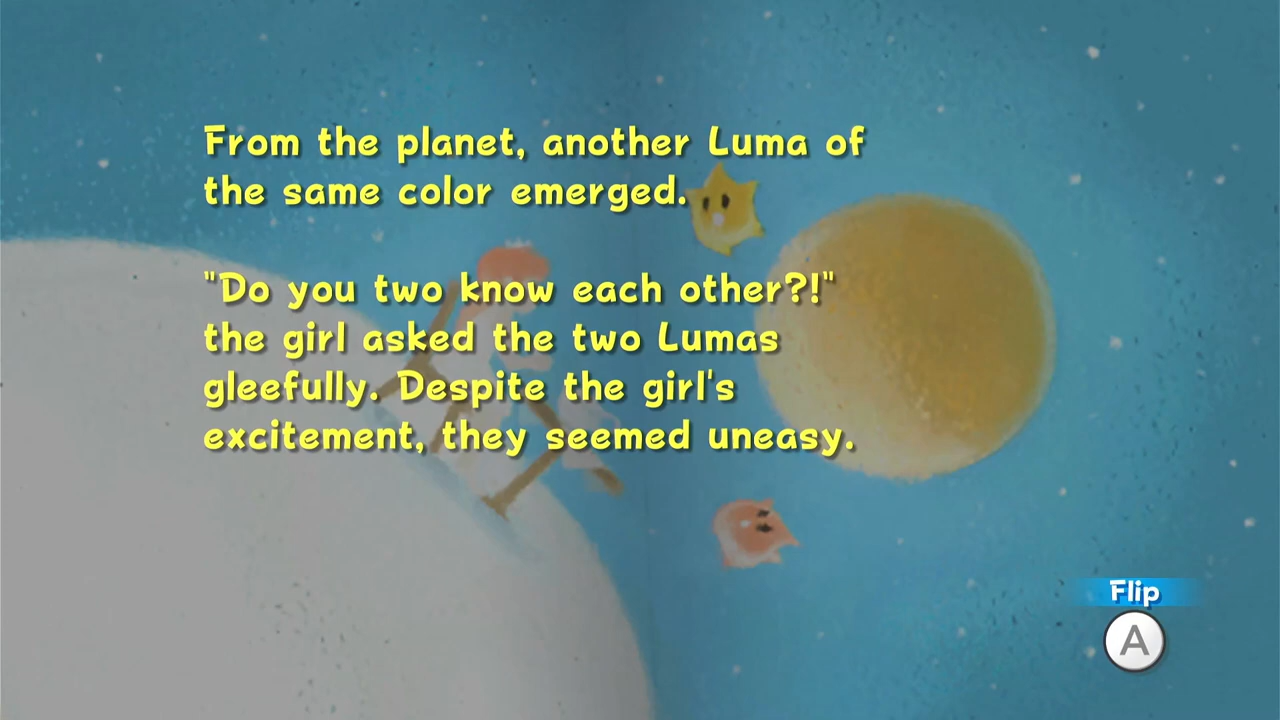 From the planet, another Luma of
the same color emerged.
"Do you two know each other?!"
the girl asked the two Lumas
gleefully. Despite the girl's
excitement, they seemed uneasy.
Flip
A